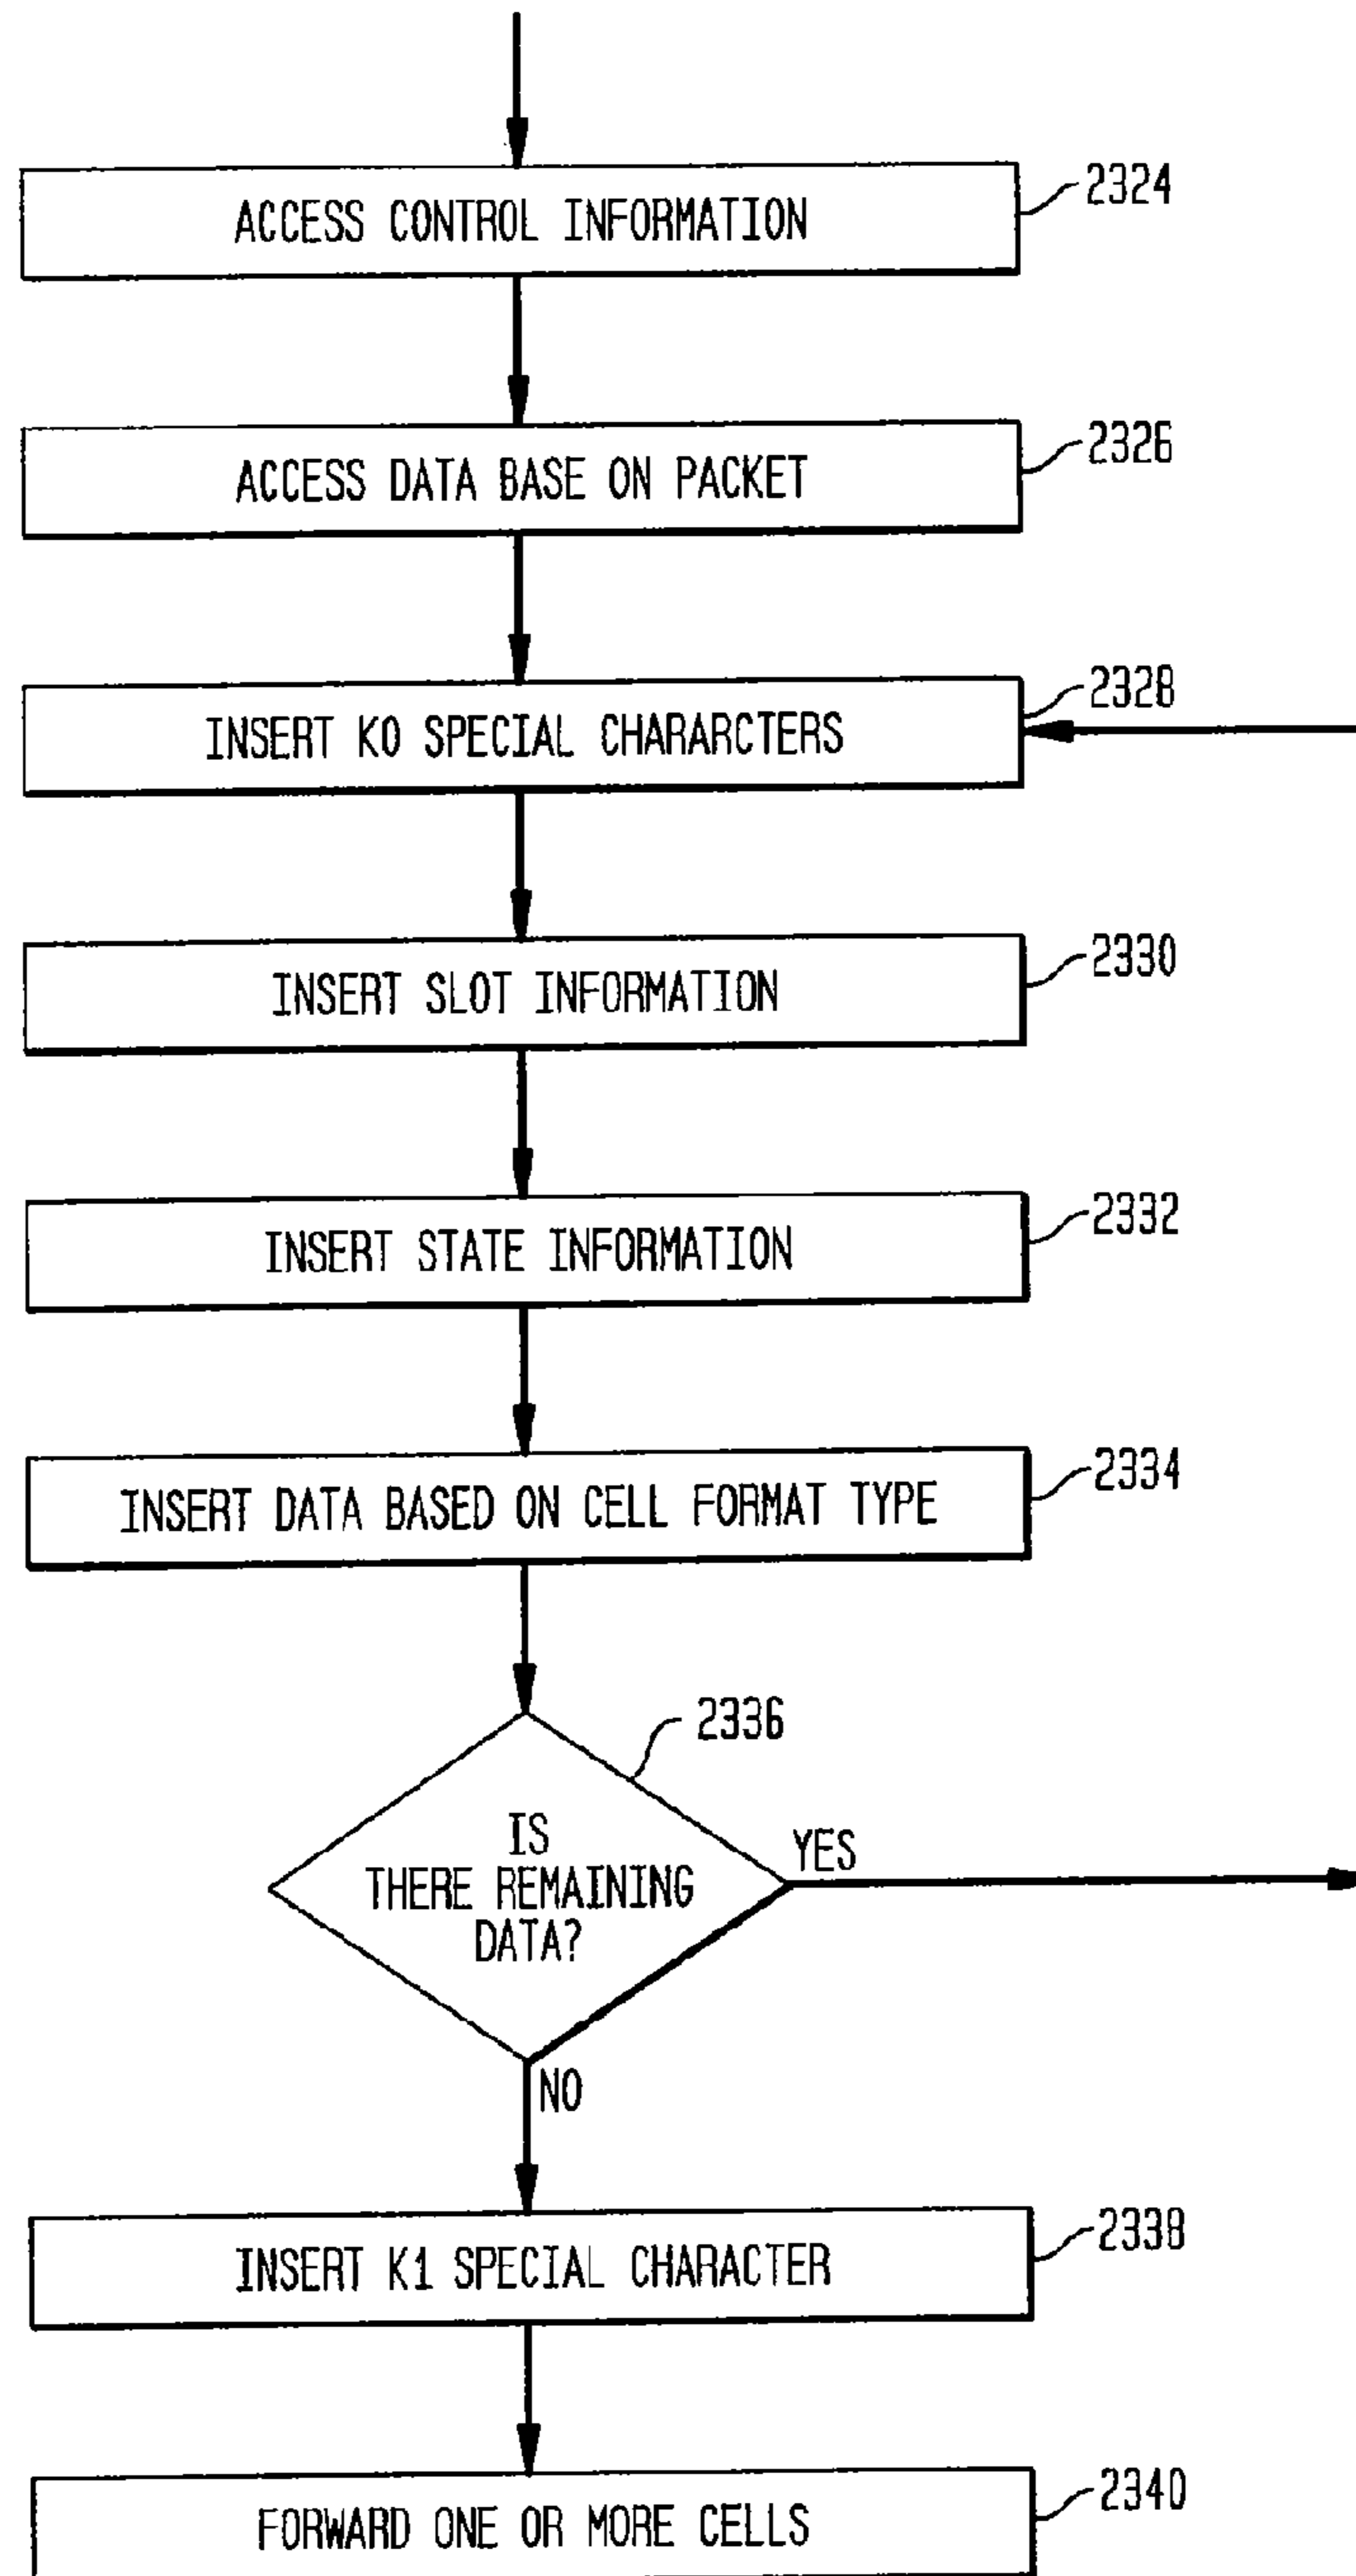 2324
ACCESS CONTROL INFORMATION
2326
ACCESS DATA BASE ON PACKET
2328
INSERT K0 SPECIAL CHARARCTERS
2330
INSERT SLOT INFORMATION
2332
INSERT STATE INFORMATION
2334
INSERT DATA BASED ON CELL FORMAT TYPE
2336
IS
THERE REMAINING
DATA?
YES
NO
2338
INSERT K1 SPECIAL CHARACTER
2340
FORWARD ONE OR MORE CELLS